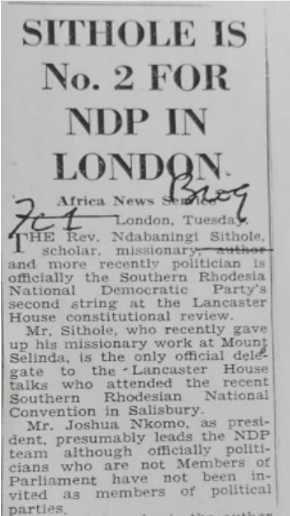 SITHOLE IS
No. 2 FOR
NDP IN
LONDON
Africa News Service
Biog
London, Tuesday.
THE Rev. Ndabaningi Sithole,
scholar, missionary, author
and more recently politician is
officially the Southern Rhodesia
National Democratic Party's
second string at the Lancaster
House constitutional review.
Mr. Sithole, who recently gave
up his missionary work at Mount
Selinda, is the only official dele-
gate to the Lancaster House
talks who attended the recent
Southern Rhodesian National
Convention in Salisbury.
Mr. Joshua Nkomo, as presi-
dent, presumably leads the NDP
team although officially politi-
cians who are not Members of
Parliament have not been in-
vited as members of political
parties.